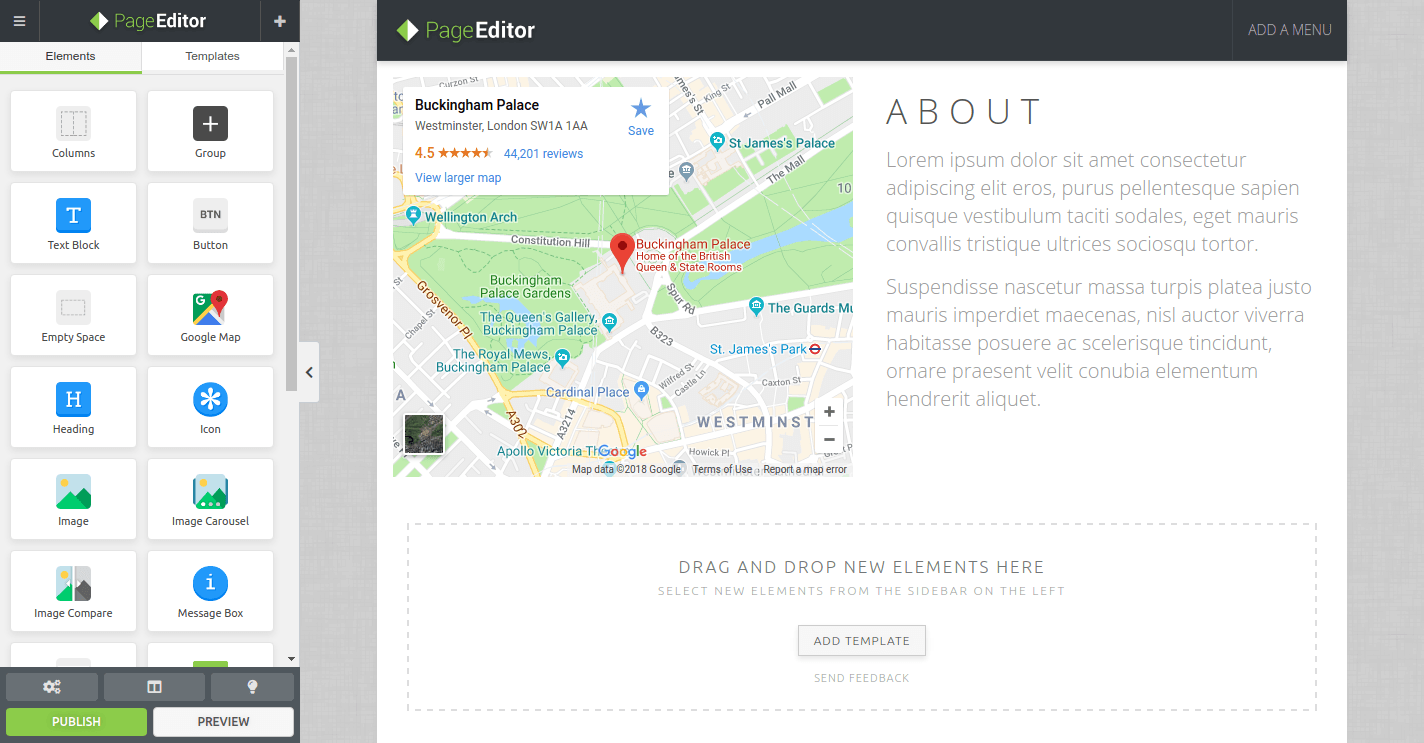 PageEditor
Elements
Templates
Columns
Group
T
Text Block
BTN
Button
Empty Space
G
Google Map
H
Heading
Icon
Image
Image Carousel
Image Compare
i
Message Box
PUBLISH
PREVIEW
PageEditor
ADD A MENU
Curzon St
King St
Pall Mall
Buckingham Palace
Westminster, London SW1A 1AA
Save
4.5
44,201 reviews
View larger map
St James's Palace
The Mall
10
Wellington Arch
Constitution Hill
Buckingham Palace
Home of the British
Queen & State Rooms
Buckingham
Palace Gardens
Grosvenor Pl
Spur Rd
The Guards Mu
The Queen's Gallery,
Buckingham Palace
Chapel St
B323
St. James's Park
The Royal Mews,
Buckingham Palace
Wilfred St
Castle Ln
Caxton St
A
Cardinal Place
A302
A3214
WESTMINST
Apollo Victoria Th
Google
Howick Pl
Map data ©2018 Google
Terms of Use
Report a map error
ABOUT
Lorem ipsum dolor sit amet consectetur
adipiscing elit eros, purus pellentesque sapien
quisque vestibulum taciti sodales, eget mauris
convallis tristique ultrices sociosqu tortor.
Suspendisse nascetur massa turpis platea justo
mauris imperdiet maecenas, nisl auctor viverra
habitasse posuere ac scelerisque tincidunt,
ornare praesent velit conubia elementum
hendrerit aliquet.
DRAG AND DROP NEW ELEMENTS HERE
SELECT NEW ELEMENTS FROM THE SIDEBAR ON THE LEFT
ADD TEMPLATE
SEND FEEDBACK